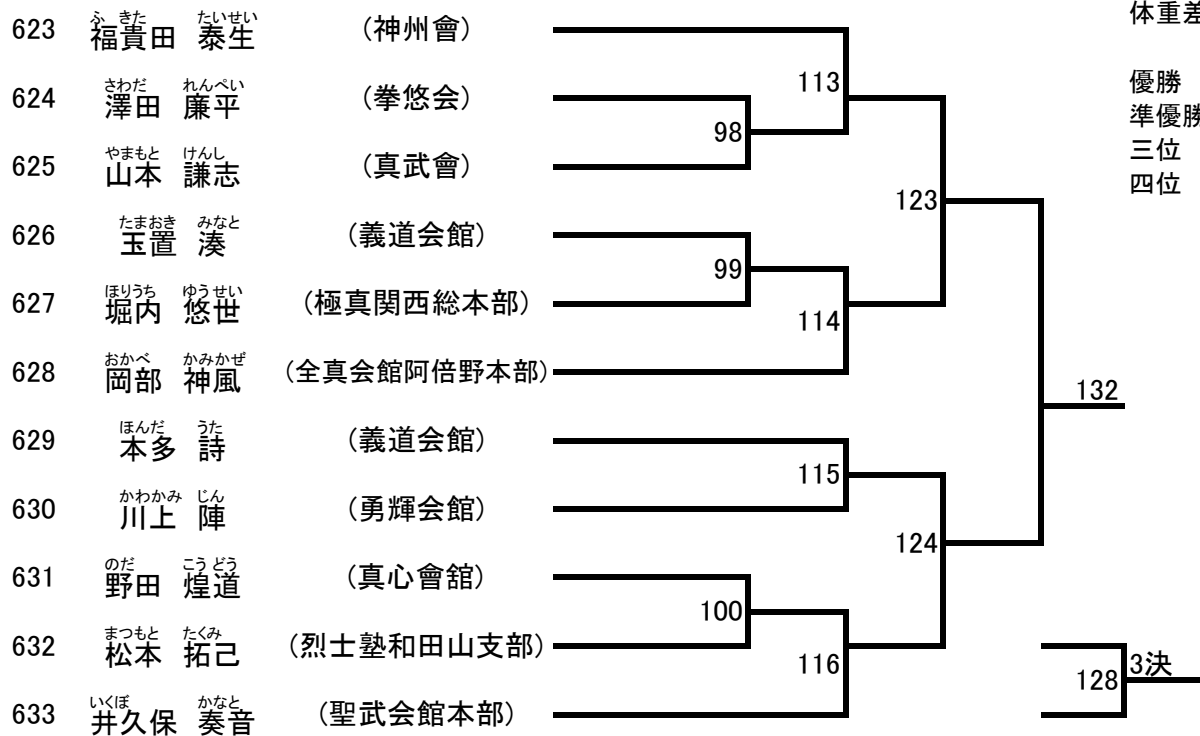 体重差
623 福貴田 泰生 (神州會)
ふ きた たいせい
624 澤田 廉平 (拳悠会)
さわだ れんぺい
625 山本 謙志 (真武會)
やまもと けんし
626 玉置 湊 (義道会館)
たまおき みなと
627 堀内 悠世 (極真関西総本部)
ほりうち ゆうせい
628 岡部 神風 (全真会館阿倍野本部)
おかべ かみかぜ
629 本多 詩 (義道会館)
ほんだ うた
630 川上 陣 (勇輝会館)
かわかみ じん
631 野田 煌道 (真心會舘)
のだ こう どう
632 松本 拓己 (烈士塾和田山支部)
まつもと たくみ
633 井久保 奏音 (聖武会館本部)
いくぼ かなと
98
99
100
113
114
115
116
123
124
132
128
3決
優勝
準優勝
三位
四位